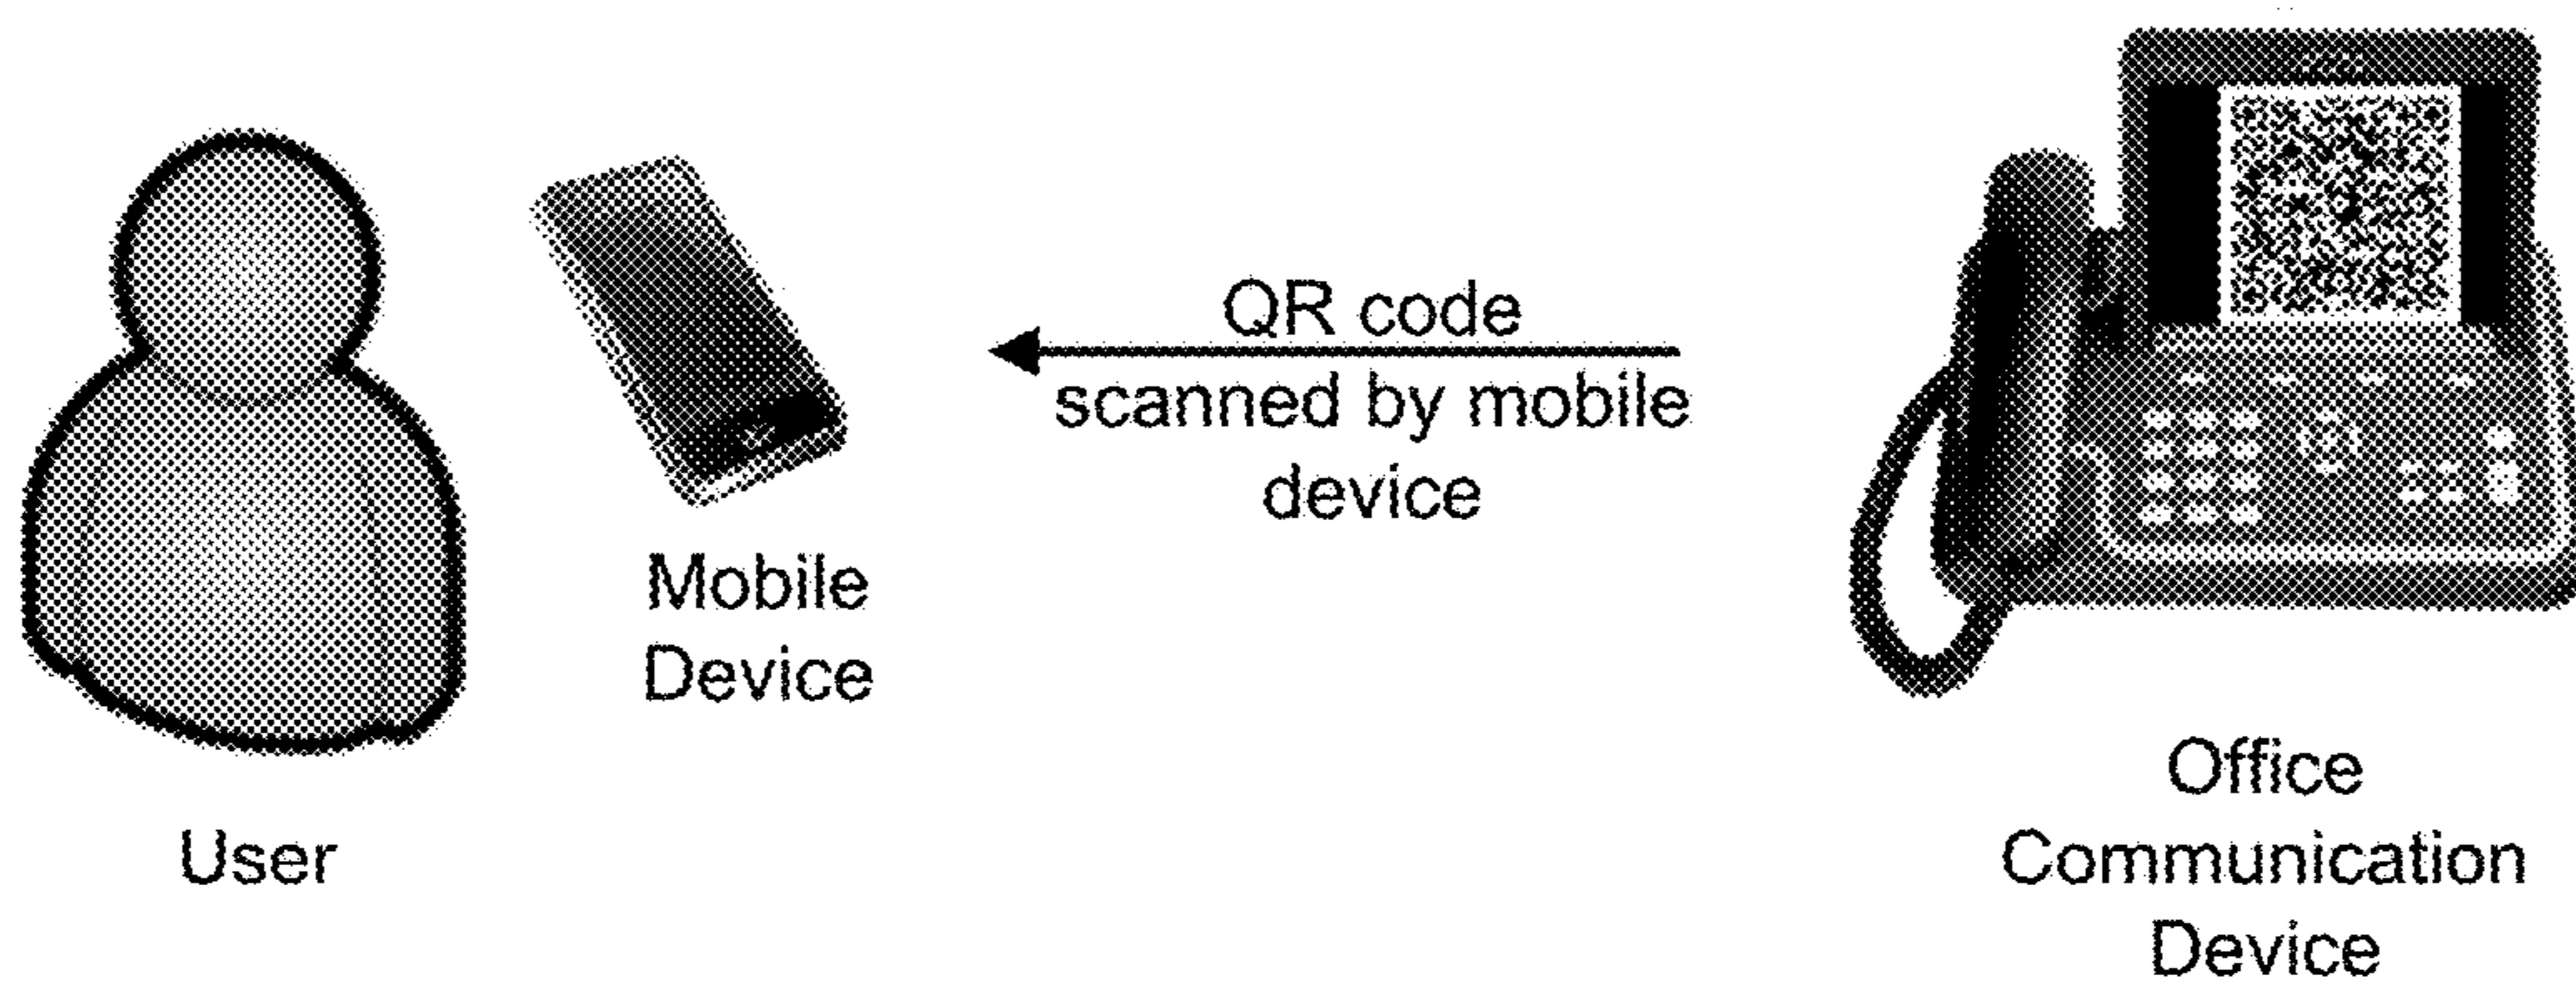 QR code
scanned by mobile
device
Mobile
Device
User
Office
Communication
Device